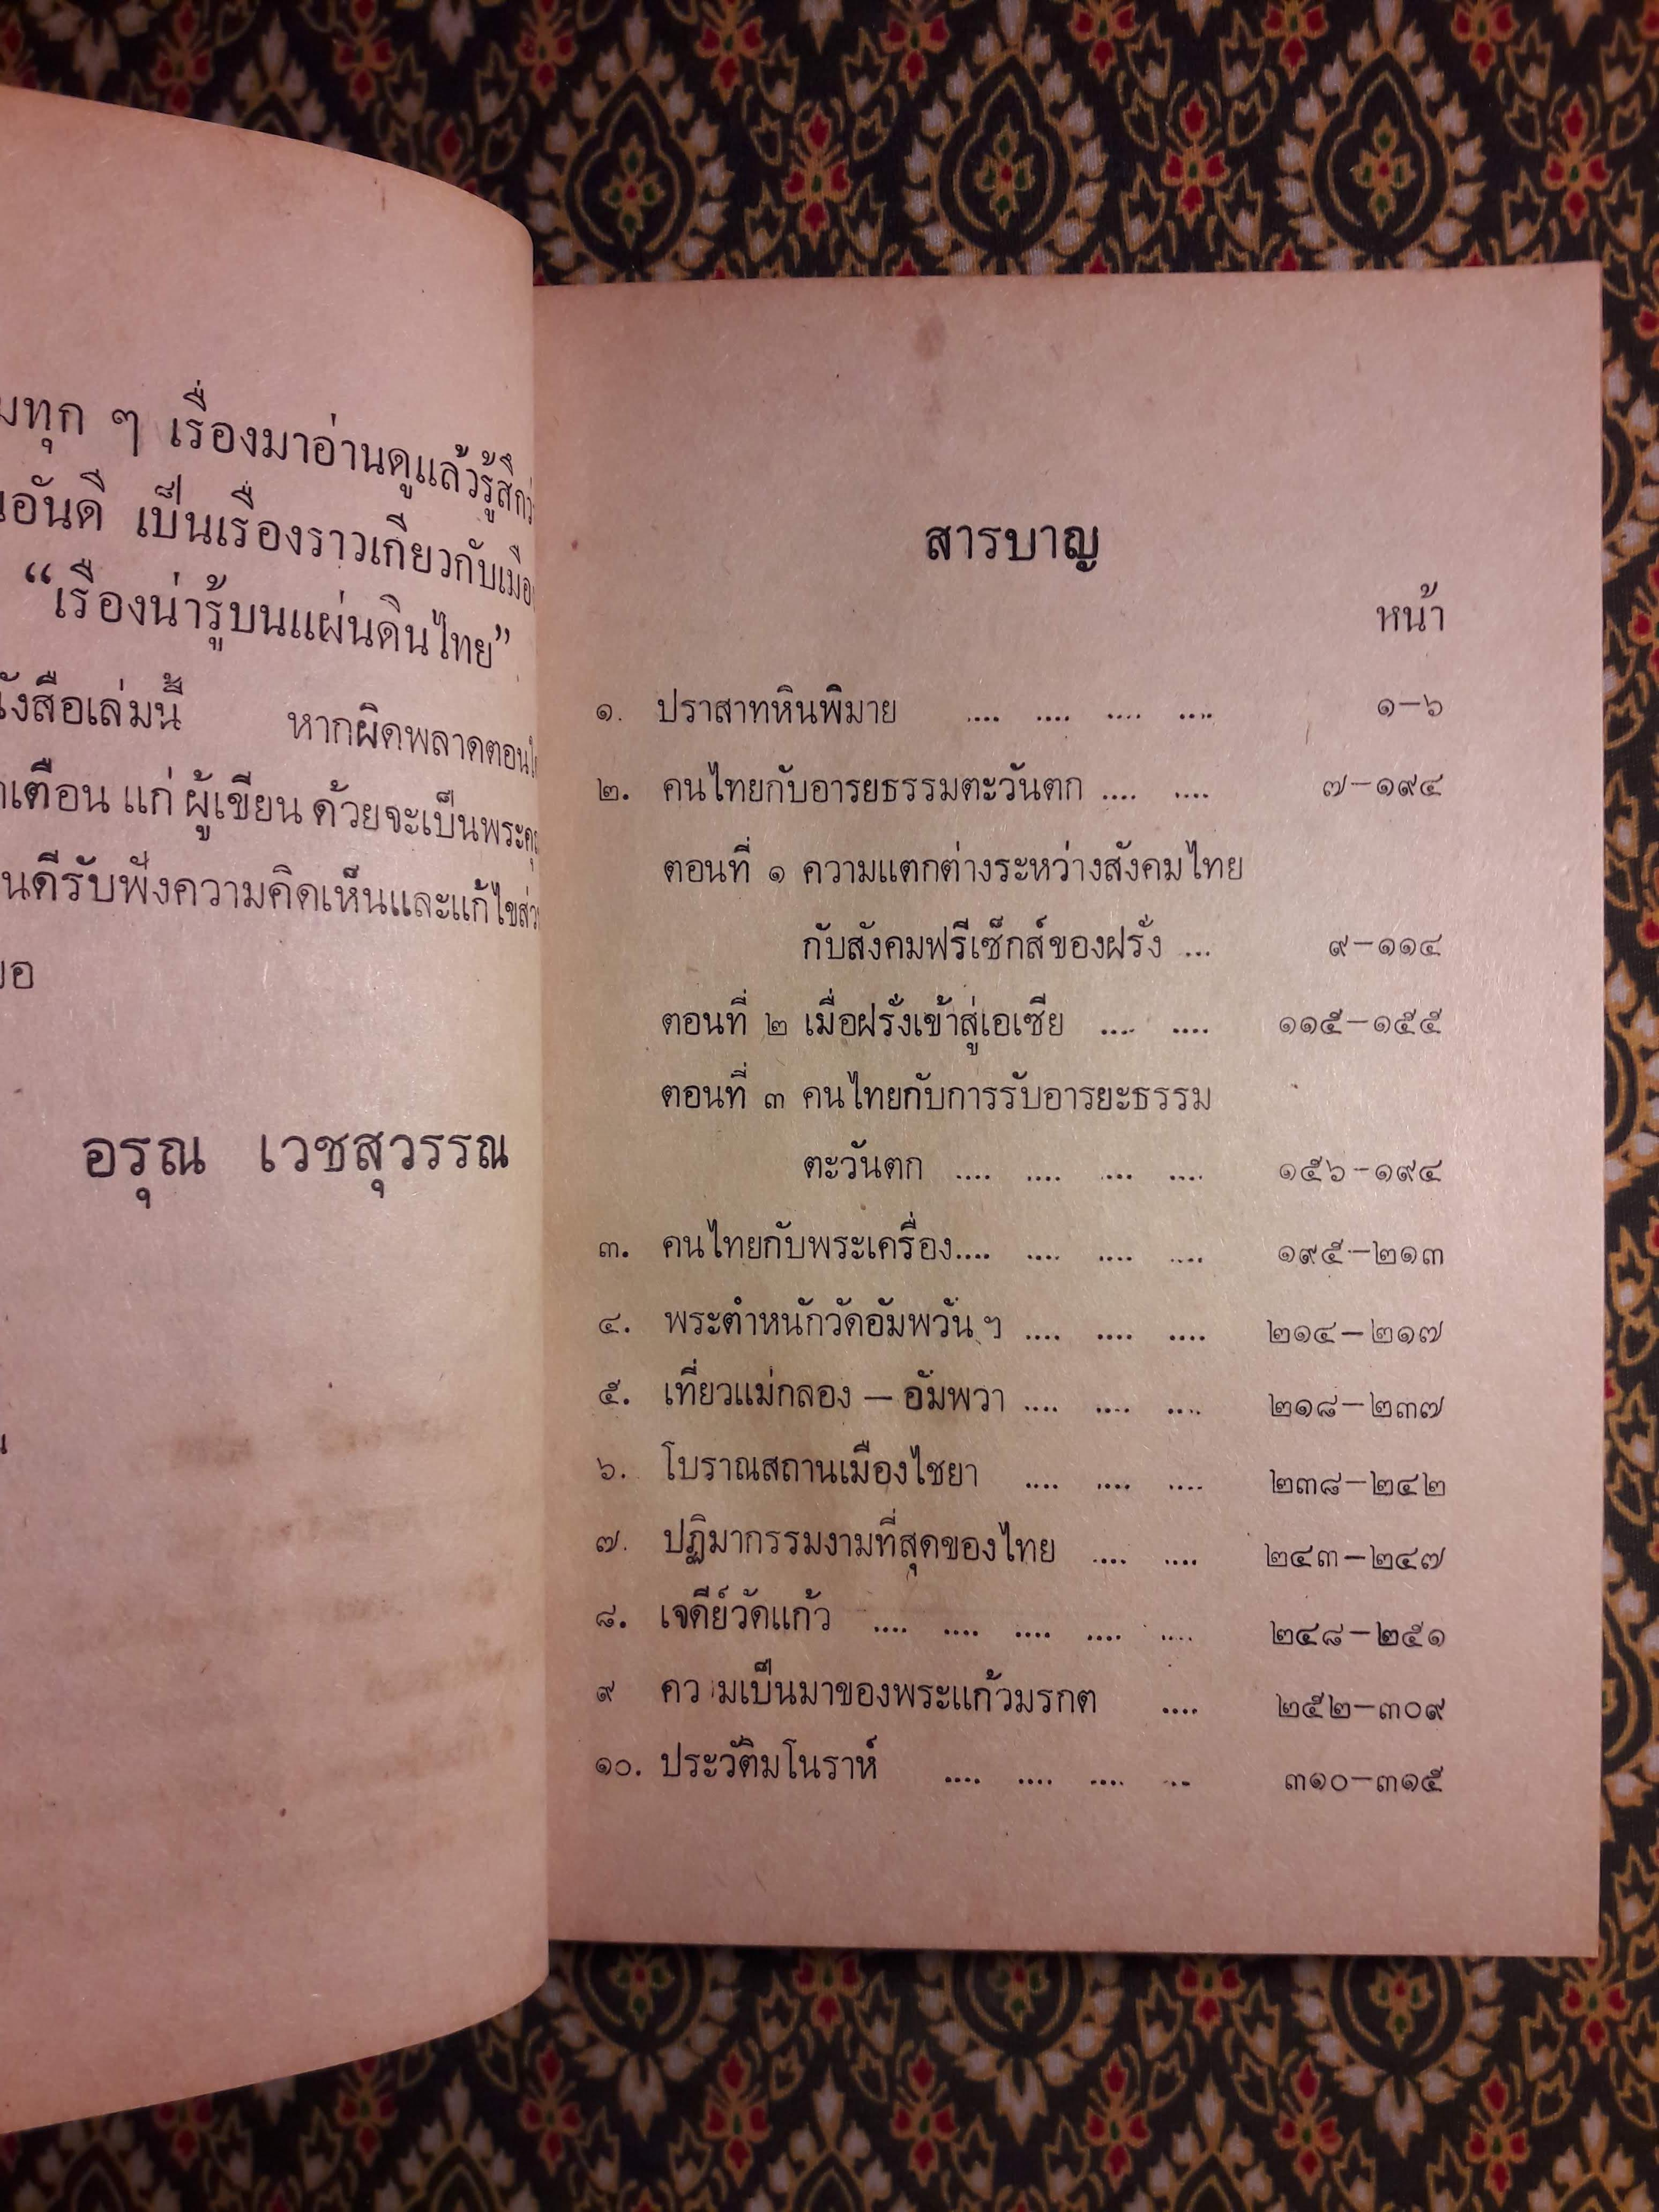 ทุก ๆ เรื่องมาอ่านดูแล้วรู้สึกว่
อันดี เป็นเรื่องราวเกี่ยวกับเมือ
“เรื่องน่ารู้บนแผ่นดินไทย”
ังสือเล่มนี้ หากผิดพลาดตอน
เตือน แก่ ผู้เขียน ด้วยจะเป็นพระคุ
นดีรับฟังความคิดเห็นและแก้ไขส่ว
อ
อรุณ เวชสุวรรณ
สารบาญ
หน้า
๑. ปราสาทหินพิมาย .... .... .... .... ๑–๖
๒. คนไทยกับอารยธรรมตะวันตก .... .... ๗–๑๙๔
ตอนที่ ๑ ความแตกต่างระหว่างสังคมไทย
กับสังคมฟรีเซ็กส์ของฝรั่ง ... ๙–๑๑๔
ตอนที่ ๒ เมื่อฝรั่งเข้าสู่เอเซีย .... .... ๑๑๕–๑๕๕
ตอนที่ ๓ คนไทยกับการรับอารยะธรรม
ตะวันตก .... .... .... .... ๑๕๖–๑๙๔
๓. คนไทยกับพระเครื่อง.... .... .... .... ๑๙๕–๒๑๓
๔. พระตำหนักวัดอัมพวัน ฯ .... .... .... ๒๑๔–๒๑๗
๕. เที่ยวแม่กลอง – อัมพวา .... .... .... ๒๑๘–๒๓๗
๖. โบราณสถานเมืองไชยา .... .... .... ๒๓๘–๒๔๒
๗. ปฏิมากรรมงามที่สุดของไทย .... .... ๒๔๓–๒๔๗
๘. เจดีย์วัดแก้ว .... .... .... .... .... ๒๔๘–๒๕๑
๙ ความเป็นมาของพระแก้วมรกต .... ๒๕๒–๓๐๙
๑๐. ประวัติมโนราห์ .... .... .... .... ๓๑๐–๓๑๕